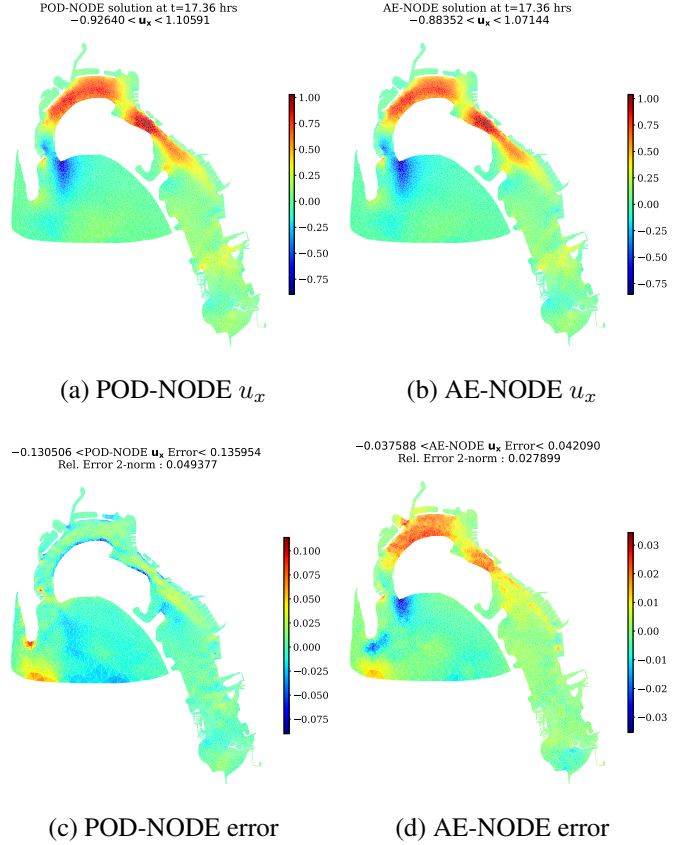 POD-NODE solution at t=17.36 hrs
−0.92640 < u_x < 1.10591
1.00
0.75
0.50
0.25
0.00
−0.25
−0.50
−0.75
(a) POD-NODE u_x
AE-NODE solution at t=17.36 hrs
−0.88352 < u_x < 1.07144
1.00
0.75
0.50
0.25
0.00
−0.25
−0.50
−0.75
(b) AE-NODE u_x
−0.130506 <POD-NODE u_x Error< 0.135954
Rel. Error 2-norm : 0.049377
0.100
0.075
0.050
0.025
0.000
−0.025
−0.050
−0.075
(c) POD-NODE error
−0.037588 <AE-NODE u_x Error< 0.042090
Rel. Error 2-norm : 0.027899
0.03
0.02
0.01
0.00
−0.01
−0.02
−0.03
(d) AE-NODE error